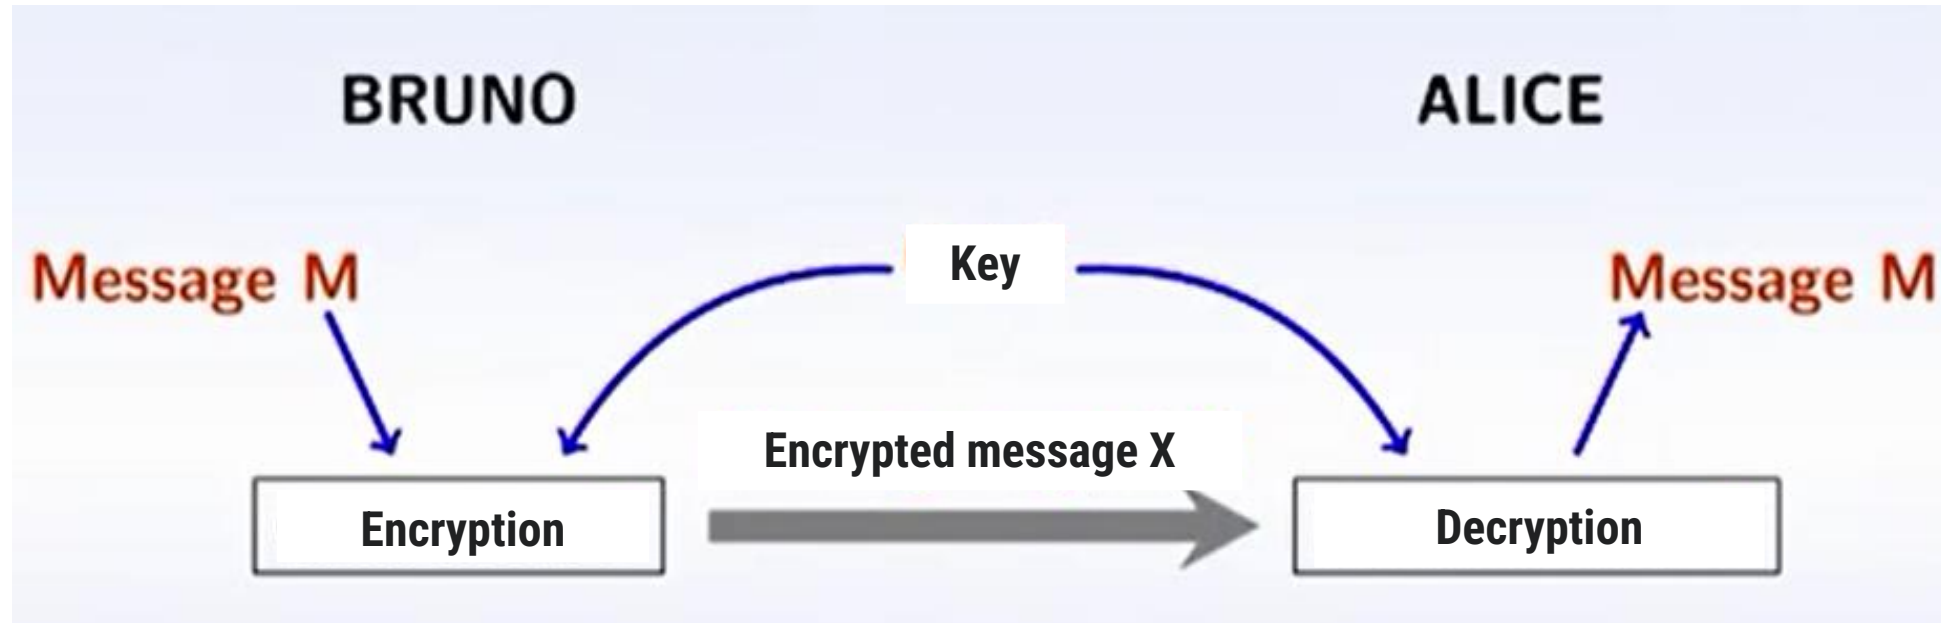 BRUNO
ALICE
Message M
Key
Message M
Encrypted message X
Encryption
Decryption